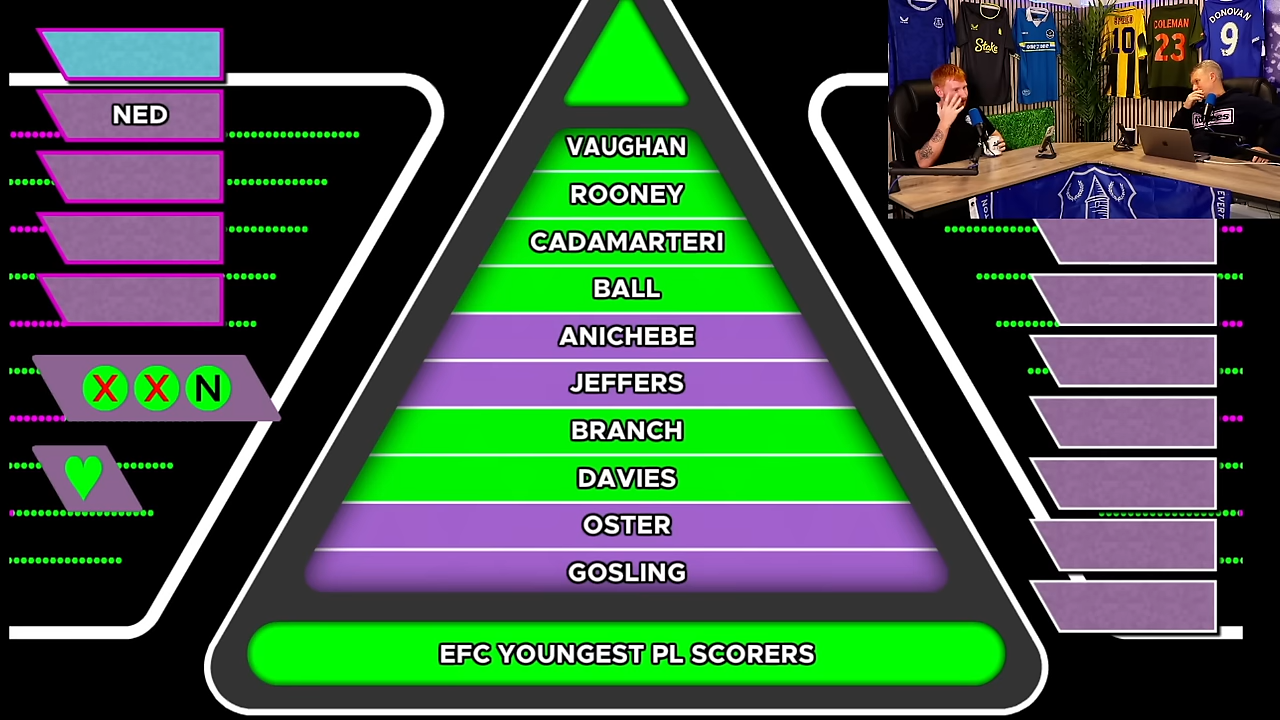 NED
X X N
VAUGHAN
ROONEY
CADAMARTERI
BALL
ANICHEBE
JEFFERS
BRANCH
DAVIES
OSTER
GOSLING
EFC YOUNGEST PL SCORERS
Stake
10
COLEMAN
23
DONOVAN
9